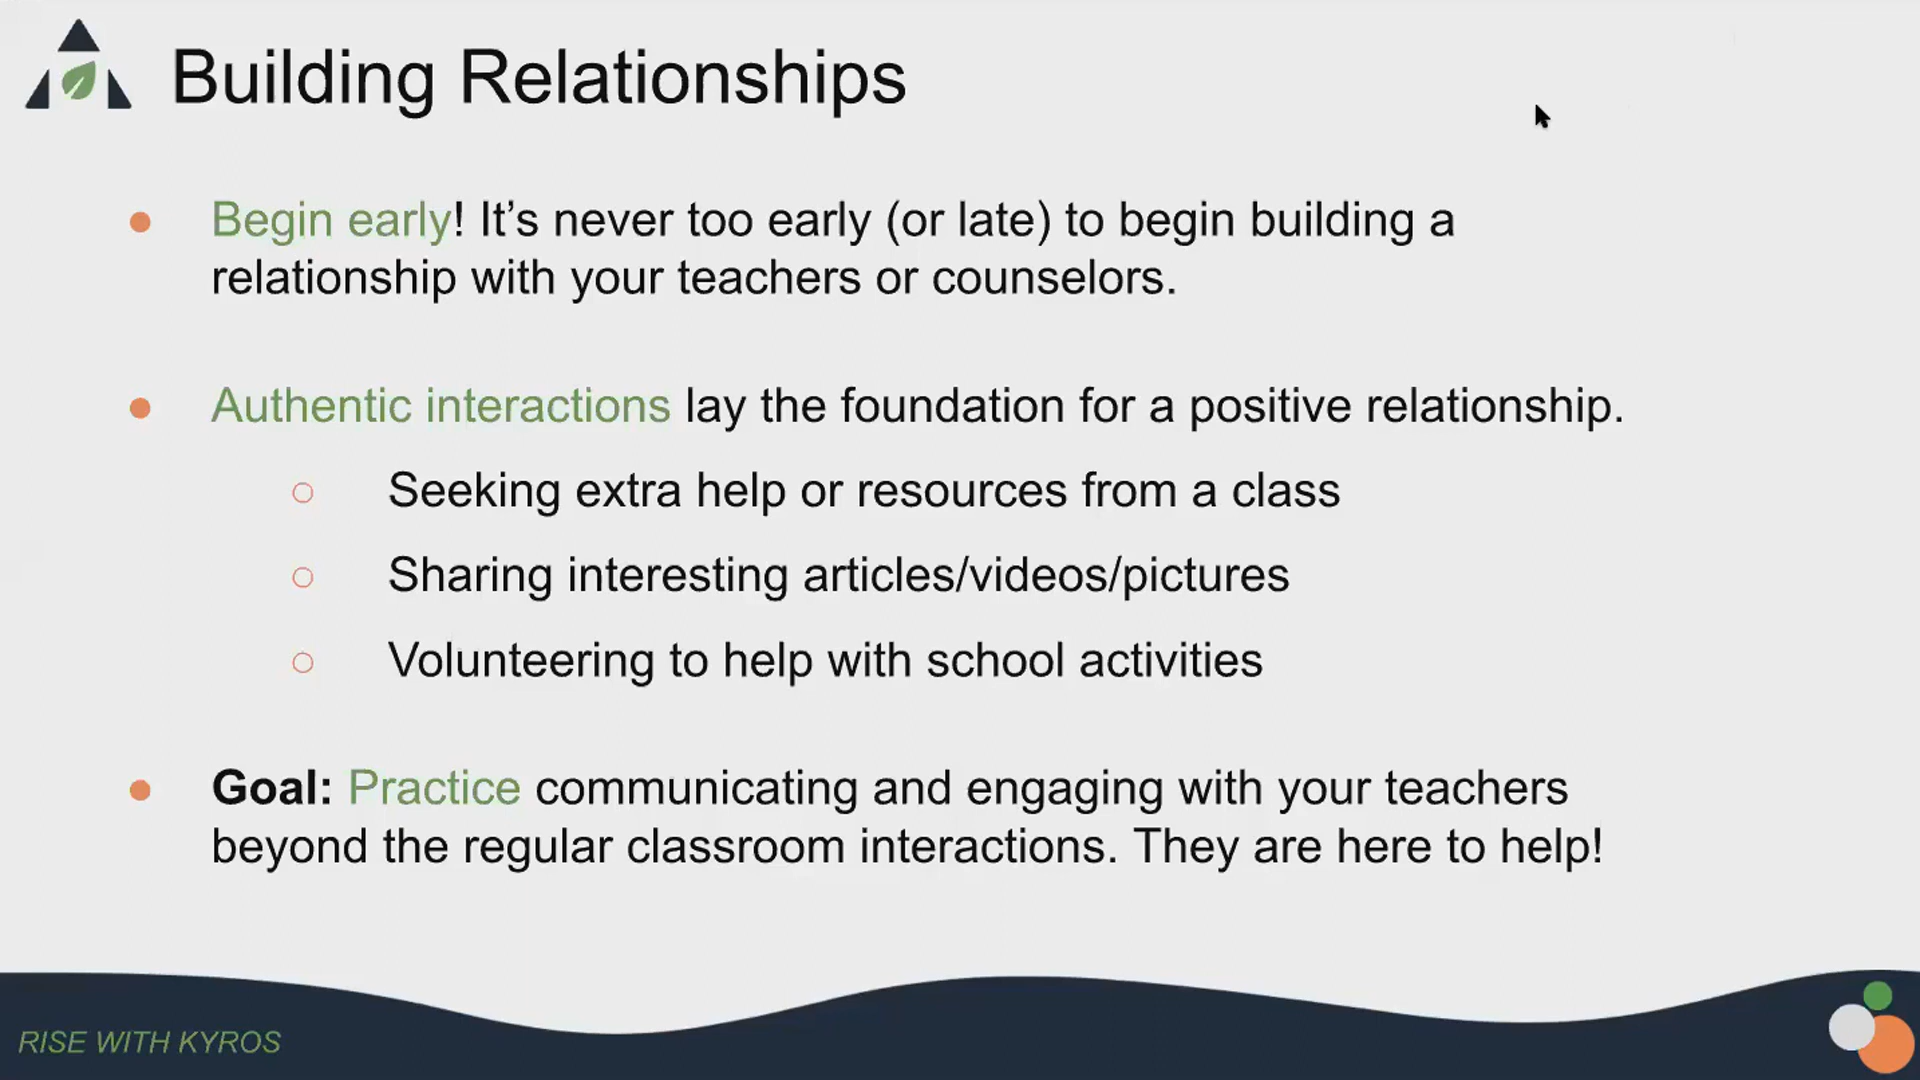 Building Relationships
Begin early! It’s never too early (or late) to begin building a
relationship with your teachers or counselors.
Authentic interactions lay the foundation for a positive relationship.
Seeking extra help or resources from a class
Sharing interesting articles/videos/pictures
Volunteering to help with school activities
Goal: Practice communicating and engaging with your teachers
beyond the regular classroom interactions. They are here to help!
RISE WITH KYROS